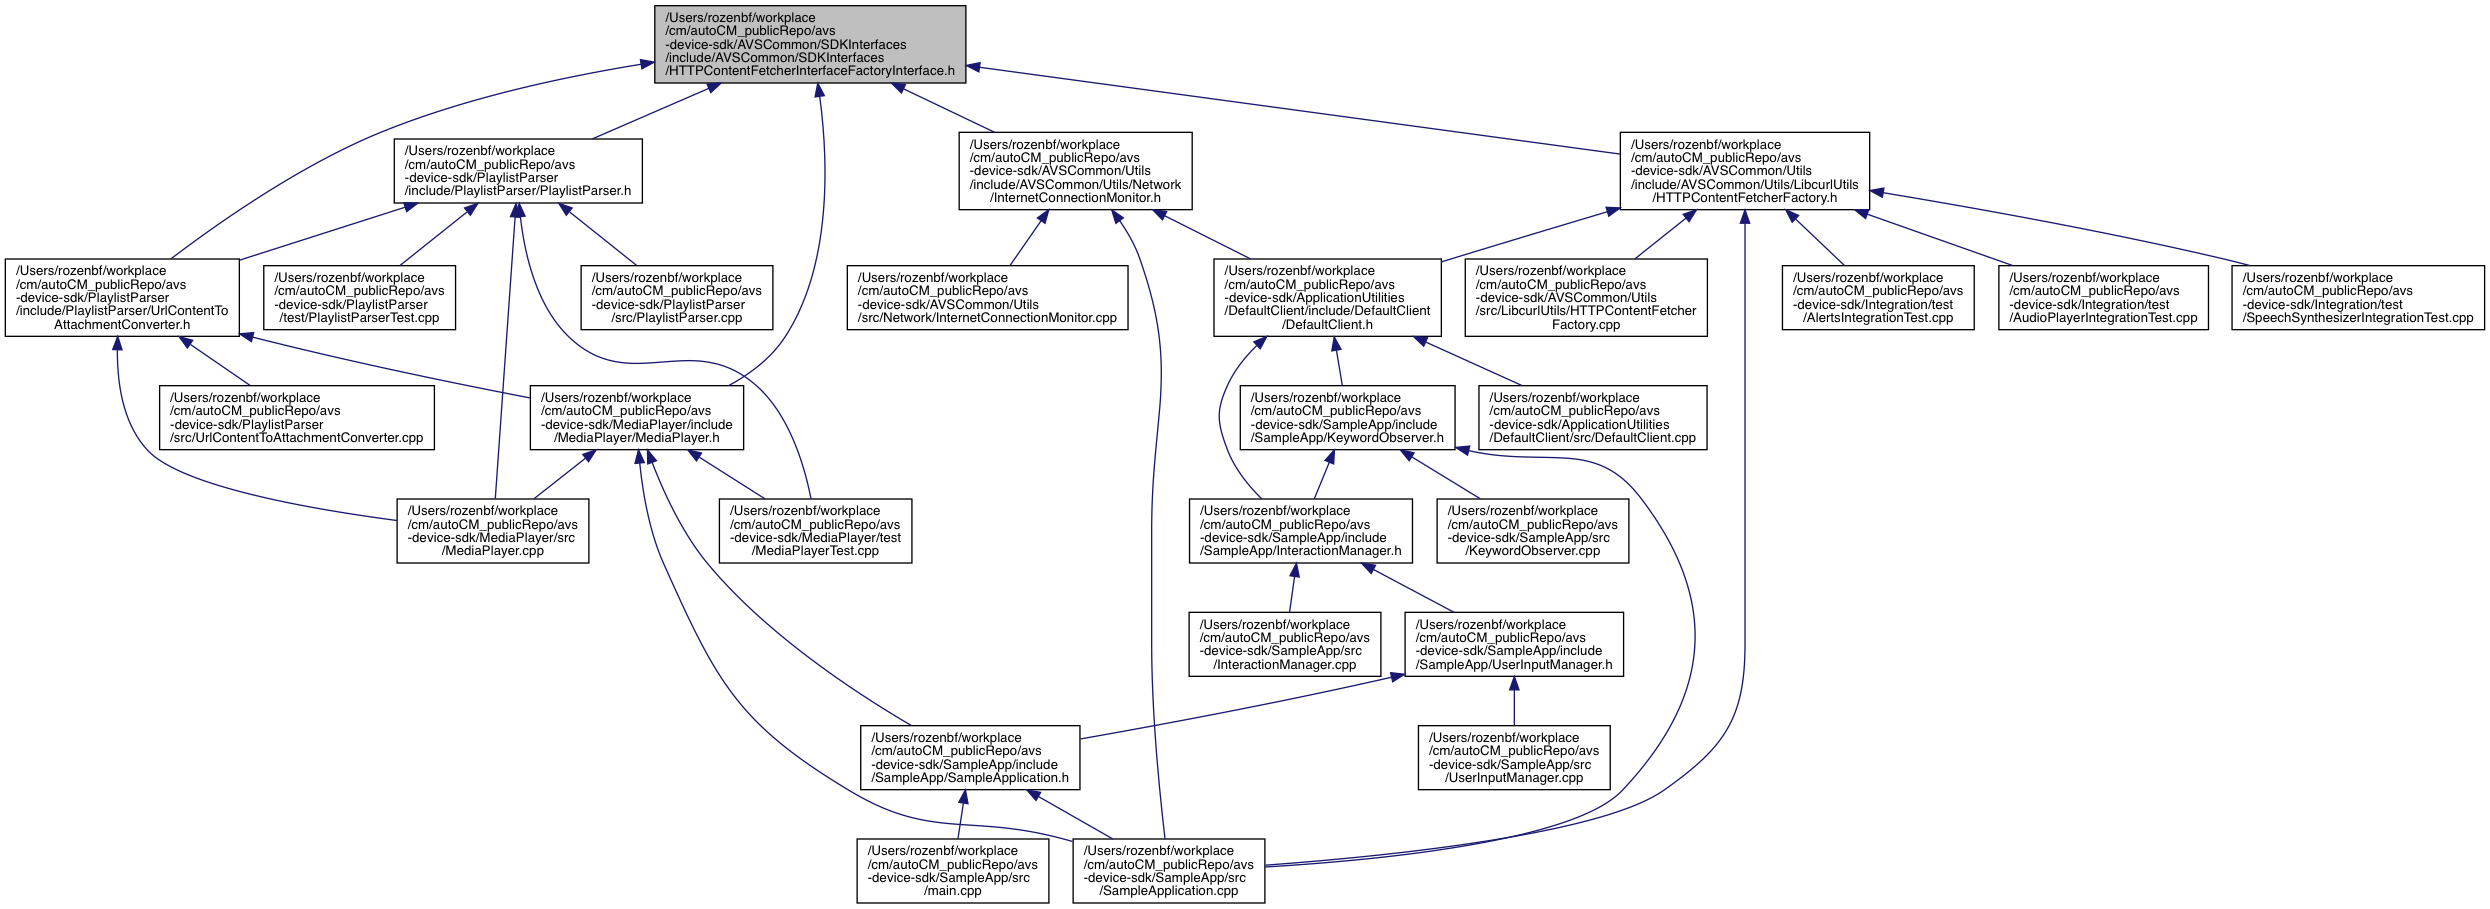 /Users/rozenbf/workplace
/cm/autoCM_publicRepo/avs
-device-sdk/AVSCommon/SDKInterfaces
/include/AVSCommon/SDKInterfaces
/HTTPContentFetcherInterfaceFactoryInterface.h
/Users/rozenbf/workplace
/cm/autoCM_publicRepo/avs
-device-sdk/PlaylistParser
/include/PlaylistParser/PlaylistParser.h
/Users/rozenbf/workplace
/cm/autoCM_publicRepo/avs
-device-sdk/AVSCommon/Utils
/include/AVSCommon/Utils/Network
/InternetConnectionMonitor.h
/Users/rozenbf/workplace
/cm/autoCM_publicRepo/avs
-device-sdk/AVSCommon/Utils
/include/AVSCommon/Utils/LibcurlUtils
/HTTPContentFetcherFactory.h
/Users/rozenbf/workplace
/cm/autoCM_publicRepo/avs
-device-sdk/PlaylistParser
/include/PlaylistParser/UrlContentTo
AttachmentConverter.h
/Users/rozenbf/workplace
/cm/autoCM_publicRepo/avs
-device-sdk/PlaylistParser
/test/PlaylistParserTest.cpp
/Users/rozenbf/workplace
/cm/autoCM_publicRepo/avs
-device-sdk/PlaylistParser
/src/PlaylistParser.cpp
/Users/rozenbf/workplace
/cm/autoCM_publicRepo/avs
-device-sdk/AVSCommon/Utils
/src/Network/InternetConnectionMonitor.cpp
/Users/rozenbf/workplace
/cm/autoCM_publicRepo/avs
-device-sdk/ApplicationUtilities
/DefaultClient/include/DefaultClient
/DefaultClient.h
/Users/rozenbf/workplace
/cm/autoCM_publicRepo/avs
-device-sdk/AVSCommon/Utils
/src/LibcurlUtils/HTTPContentFetcher
Factory.cpp
/Users/rozenbf/workplace
/cm/autoCM_publicRepo/avs
-device-sdk/Integration/test
/AlertsIntegrationTest.cpp
/Users/rozenbf/workplace
/cm/autoCM_publicRepo/avs
-device-sdk/Integration/test
/AudioPlayerIntegrationTest.cpp
/Users/rozenbf/workplace
/cm/autoCM_publicRepo/avs
-device-sdk/Integration/test
/SpeechSynthesizerIntegrationTest.cpp
/Users/rozenbf/workplace
/cm/autoCM_publicRepo/avs
-device-sdk/PlaylistParser
/src/UrlContentToAttachmentConverter.cpp
/Users/rozenbf/workplace
/cm/autoCM_publicRepo/avs
-device-sdk/MediaPlayer/include
/MediaPlayer/MediaPlayer.h
/Users/rozenbf/workplace
/cm/autoCM_publicRepo/avs
-device-sdk/SampleApp/include
/SampleApp/KeywordObserver.h
/Users/rozenbf/workplace
/cm/autoCM_publicRepo/avs
-device-sdk/ApplicationUtilities
/DefaultClient/src/DefaultClient.cpp
/Users/rozenbf/workplace
/cm/autoCM_publicRepo/avs
-device-sdk/MediaPlayer/src
/MediaPlayer.cpp
/Users/rozenbf/workplace
/cm/autoCM_publicRepo/avs
-device-sdk/MediaPlayer/test
/MediaPlayerTest.cpp
/Users/rozenbf/workplace
/cm/autoCM_publicRepo/avs
-device-sdk/SampleApp/include
/SampleApp/InteractionManager.h
/Users/rozenbf/workplace
/cm/autoCM_publicRepo/avs
-device-sdk/SampleApp/src
/KeywordObserver.cpp
/Users/rozenbf/workplace
/cm/autoCM_publicRepo/avs
-device-sdk/SampleApp/src
/InteractionManager.cpp
/Users/rozenbf/workplace
/cm/autoCM_publicRepo/avs
-device-sdk/SampleApp/include
/SampleApp/UserInputManager.h
/Users/rozenbf/workplace
/cm/autoCM_publicRepo/avs
-device-sdk/SampleApp/include
/SampleApp/SampleApplication.h
/Users/rozenbf/workplace
/cm/autoCM_publicRepo/avs
-device-sdk/SampleApp/src
/UserInputManager.cpp
/Users/rozenbf/workplace
/cm/autoCM_publicRepo/avs
-device-sdk/SampleApp/src
/main.cpp
/Users/rozenbf/workplace
/cm/autoCM_publicRepo/avs
-device-sdk/SampleApp/src
/SampleApplication.cpp